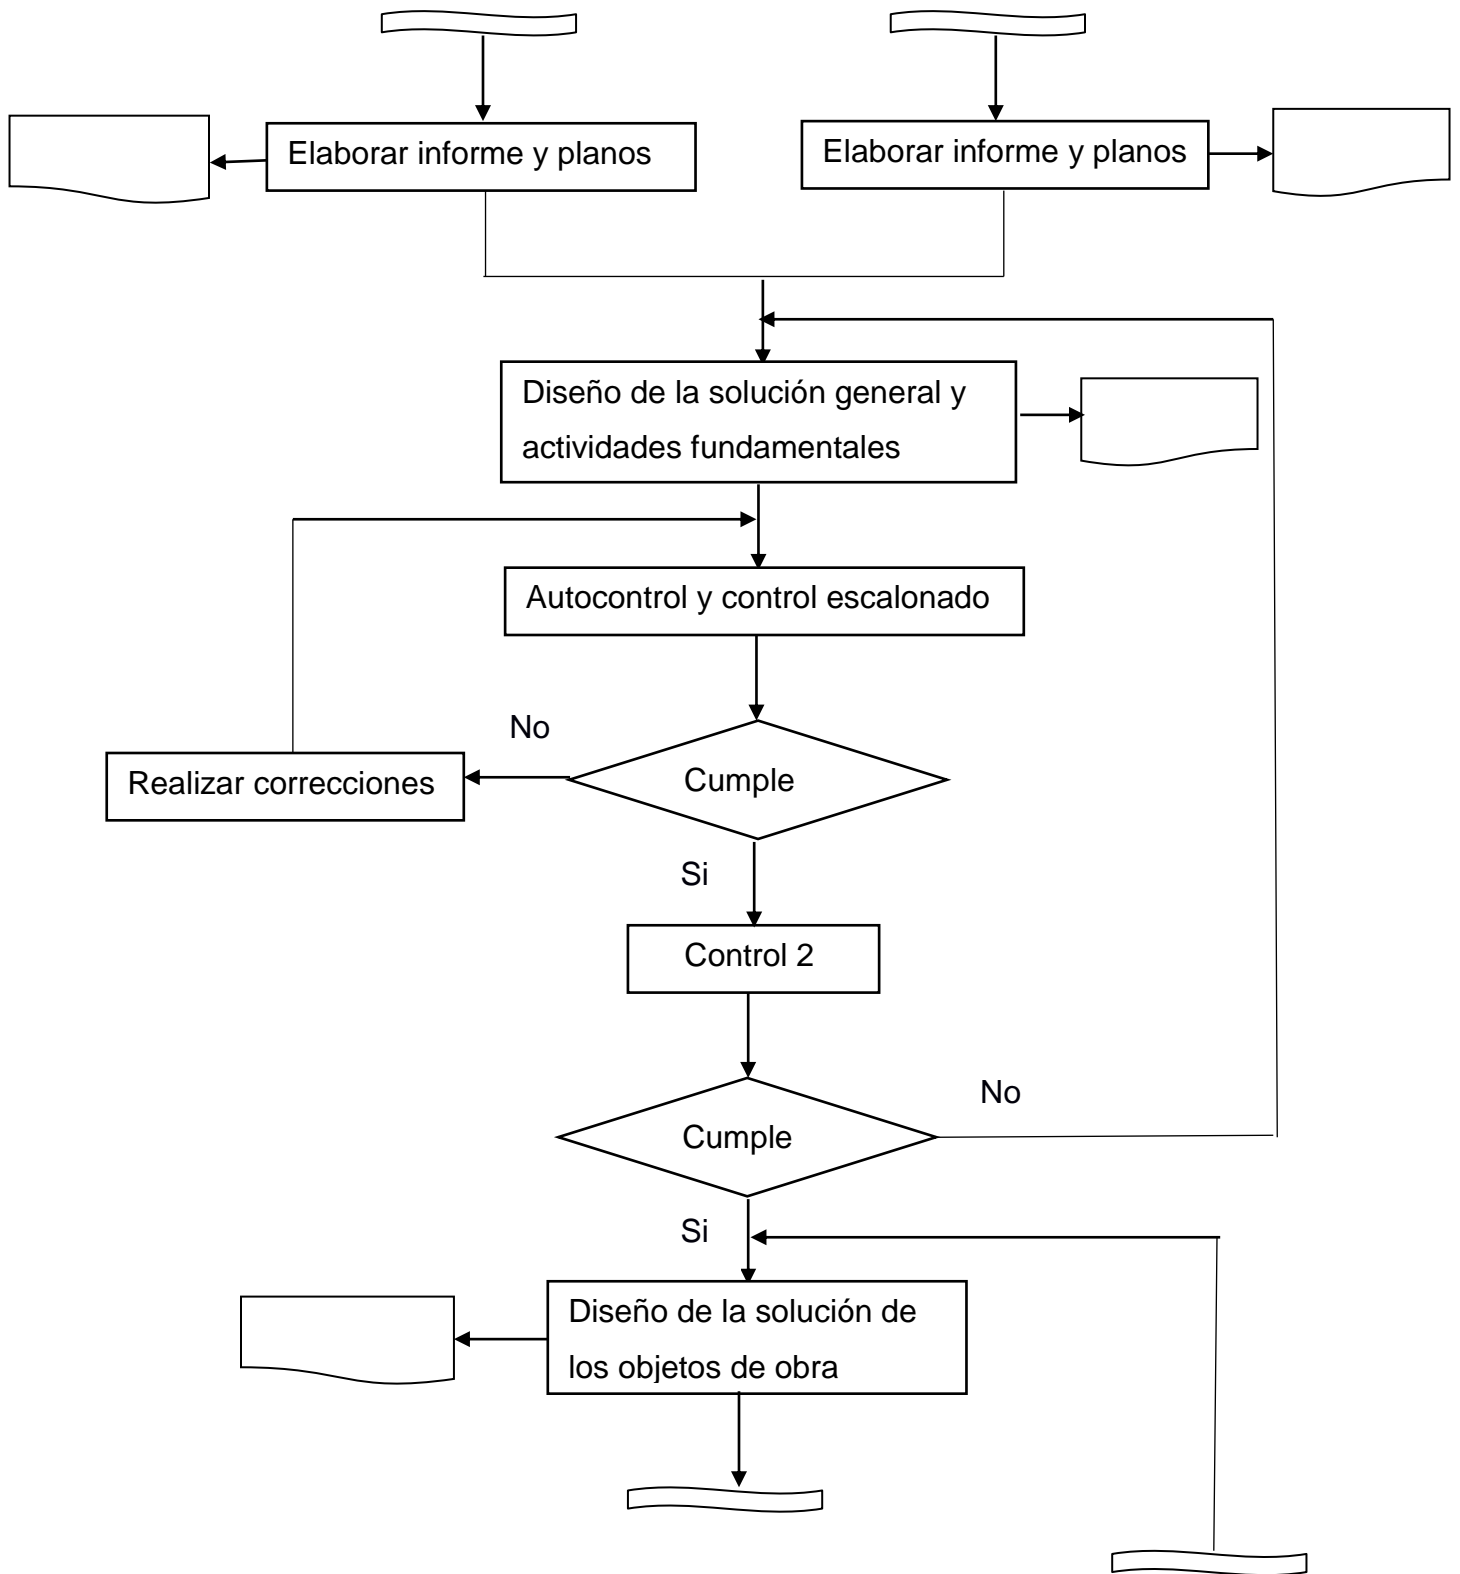 Elaborar informe y planos
Elaborar informe y planos
Diseño de la solución general y
actividades fundamentales
Autocontrol y control escalonado
No
Realizar correcciones
Cumple
Si
Control 2
No
Cumple
Si
Diseño de la solución de
los objetos de obra